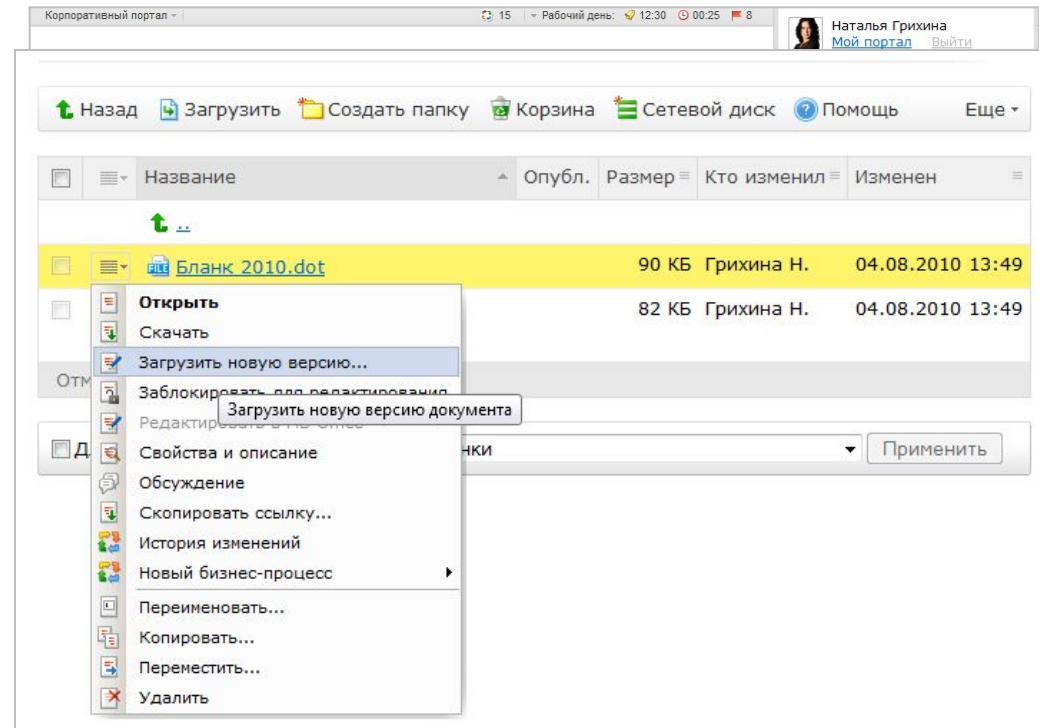 Корпоративный портал 15 Рабочий день: 12:30 00:25 8
Наталья Грихина
Мой портал Выйти
Назад Загрузить Создать папку Корзина Сетевой диск Помощь Еще
Название Опубл. Размер Кто изменил Изменен
..
FILE Бланк 2010.dot 90 КБ Грихина Н. 04.08.2010 13:49
82 КБ Грихина Н. 04.08.2010 13:49
Открыть
Скачать
Загрузить новую версию...
Заблокировать для редактирования
Загрузить новую версию документа
Редактировать в MS Office
Свойства и описание
Обсуждение
Скопировать ссылку...
История изменений
Новый бизнес-процесс
Переименовать...
Копировать...
Переместить...
Удалить
Применить